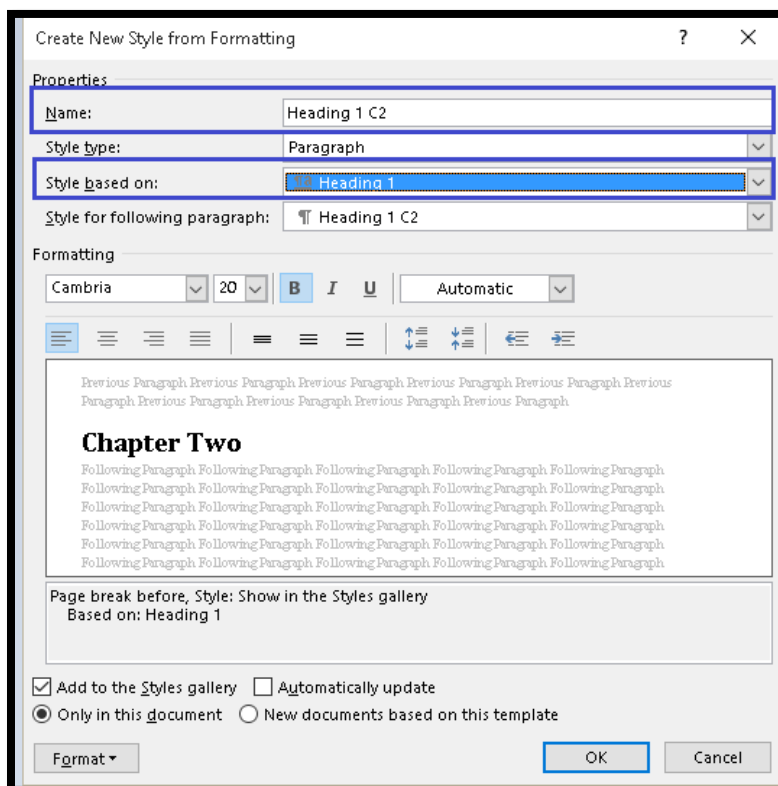 Create New Style from Formatting ?
Properties
Name: Heading 1 C2
Style type: Paragraph
Style based on: ¶a Heading 1
Style for following paragraph: ¶ Heading 1 C2
Formatting
Cambria 20 B I U Automatic
Previous Paragraph Previous Paragraph Previous Paragraph Previous Paragraph Previous Paragraph Previous
Paragraph Previous Paragraph Previous Paragraph Previous Paragraph Previous Paragraph
Chapter Two
Following Paragraph Following Paragraph Following Paragraph Following Paragraph Following Paragraph
Following Paragraph Following Paragraph Following Paragraph Following Paragraph Following Paragraph
Following Paragraph Following Paragraph Following Paragraph Following Paragraph Following Paragraph
Following Paragraph Following Paragraph Following Paragraph Following Paragraph Following Paragraph
Following Paragraph Following Paragraph Following Paragraph Following Paragraph Following Paragraph
Following Paragraph Following Paragraph Following Paragraph Following Paragraph Following Paragraph
Page break before, Style: Show in the Styles gallery
Based on: Heading 1
Add to the Styles gallery Automatically update
Only in this document New documents based on this template
Format OK Cancel